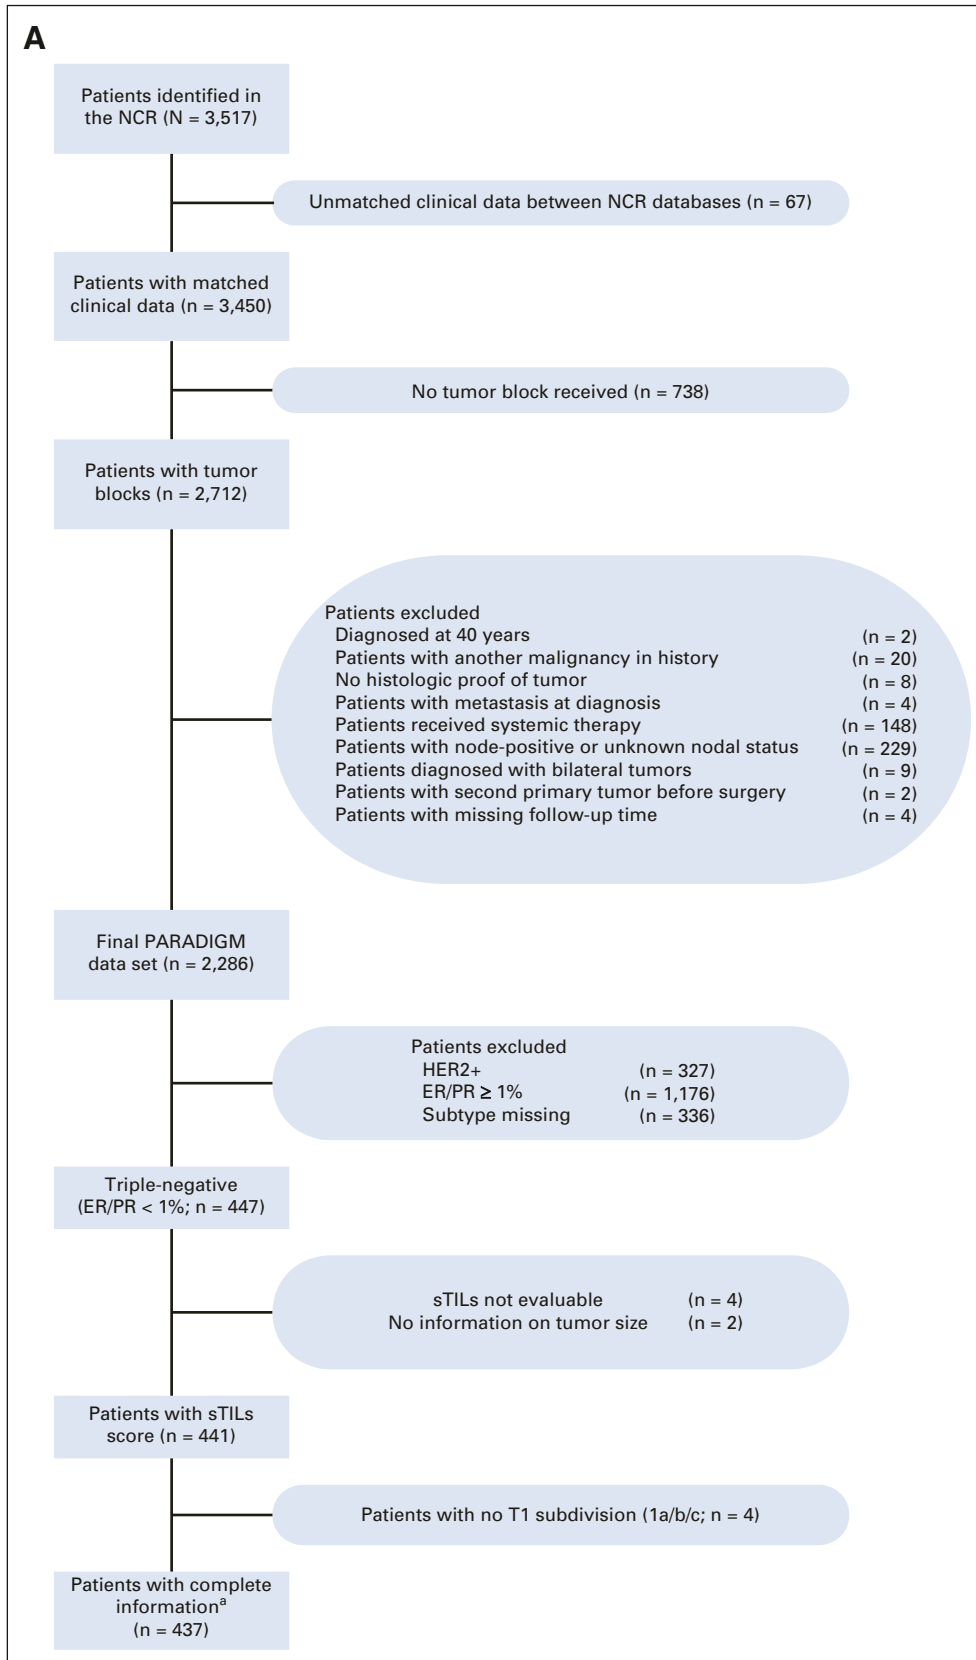 A
Patients identified in
the NCR (N = 3,517)
Unmatched clinical data between NCR databases (n = 67)
Patients with matched
clinical data (n = 3,450)
No tumor block received (n = 738)
Patients with tumor
blocks (n = 2,712)
Patients excluded
Diagnosed at 40 years (n = 2)
Patients with another malignancy in history (n = 20)
No histologic proof of tumor (n = 8)
Patients with metastasis at diagnosis (n = 4)
Patients received systemic therapy (n = 148)
Patients with node-positive or unknown nodal status (n = 229)
Patients diagnosed with bilateral tumors (n = 9)
Patients with second primary tumor before surgery (n = 2)
Patients with missing follow-up time (n = 4)
Final PARADIGM
data set (n = 2,286)
Patients excluded
HER2+ (n = 327)
ER/PR ≥ 1% (n = 1,176)
Subtype missing (n = 336)
Triple-negative
(ER/PR < 1%; n = 447)
sTILs not evaluable (n = 4)
No information on tumor size (n = 2)
Patients with sTILs
score (n = 441)
Patients with no T1 subdivision (1a/b/c; n = 4)
Patients with complete
information<sup>a</sup>
(n = 437)